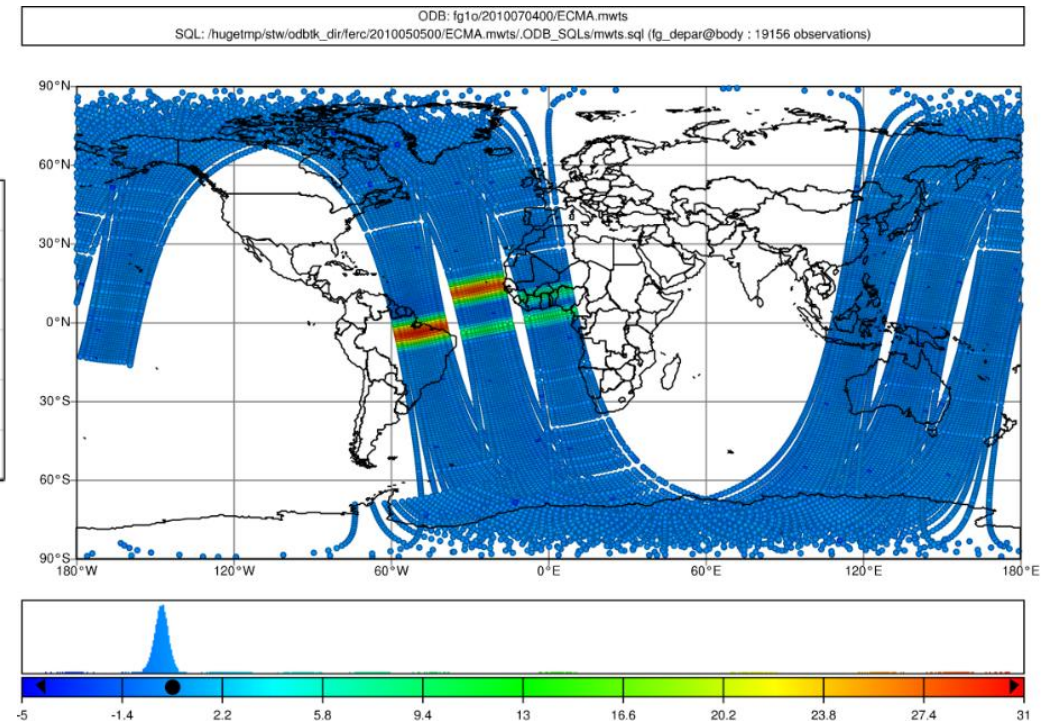 ODB: fg1o/2010070400/ECMA.mwts
SQL: /hugetmp/stw/odbtk_dir/ferc/2010050500/ECMA.mwts/.ODB_SQLs/mwts.sql (fg_depar@body : 19156 observations)
90°N
60°N
30°N
0°N
30°S
60°S
90°S
180°W 120°W 60°W 0°E 60°E 120°E 180°E
-5 -1.4 2.2 5.8 9.4 13 16.6 20.2 23.8 27.4 31